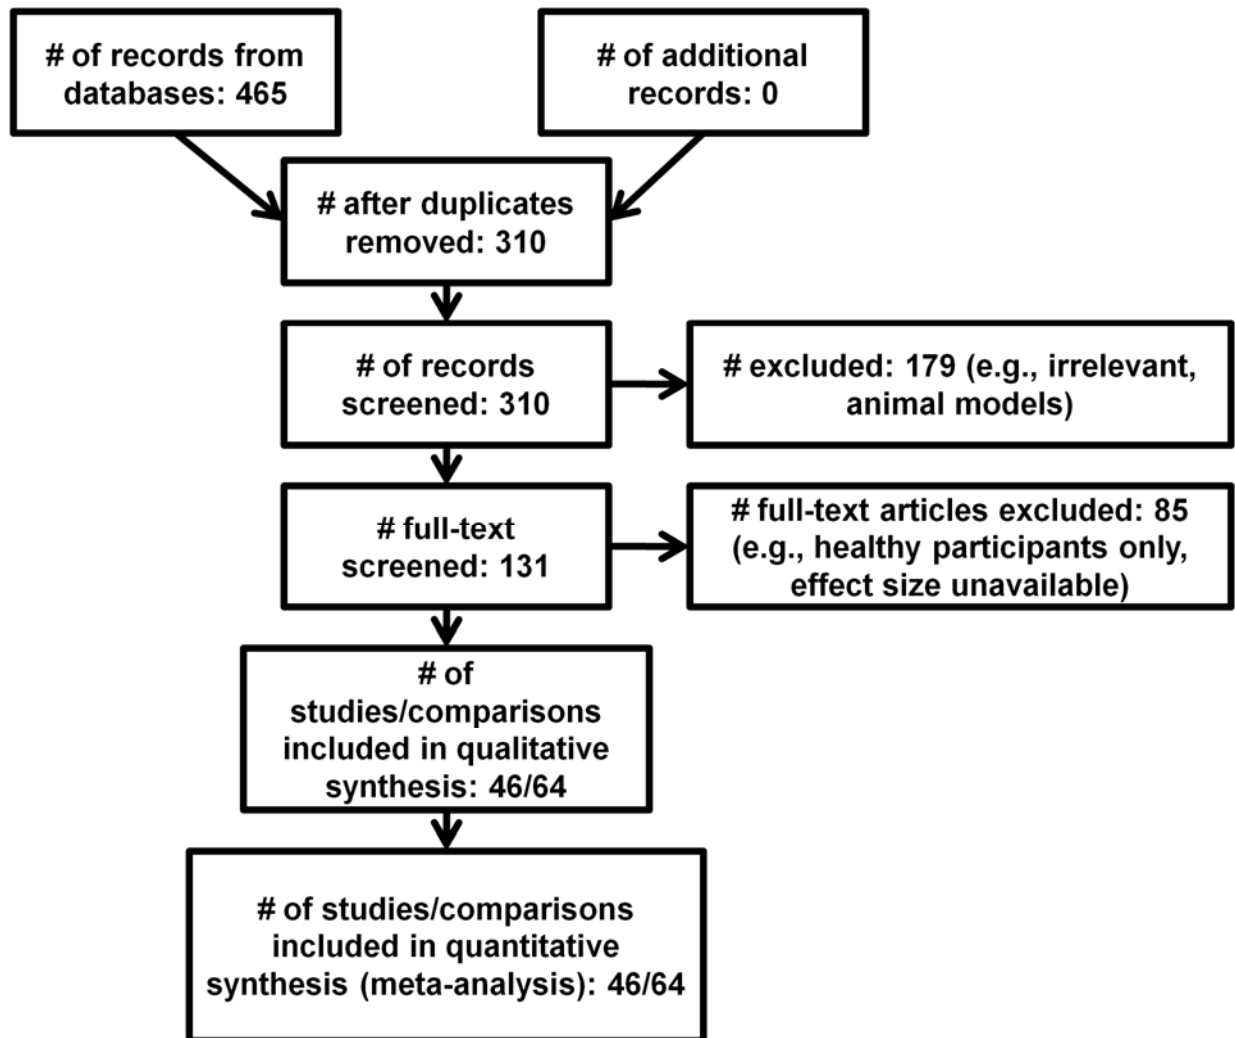 # of records from
databases: 465
# of additional
records: 0
# after duplicates
removed: 310
# of records
screened: 310
# excluded: 179 (e.g., irrelevant,
animal models)
# full-text
screened: 131
# full-text articles excluded: 85
(e.g., healthy participants only,
effect size unavailable)
# of
studies/comparisons
included in qualitative
synthesis: 46/64
# of studies/comparisons
included in quantitative
synthesis (meta-analysis): 46/64